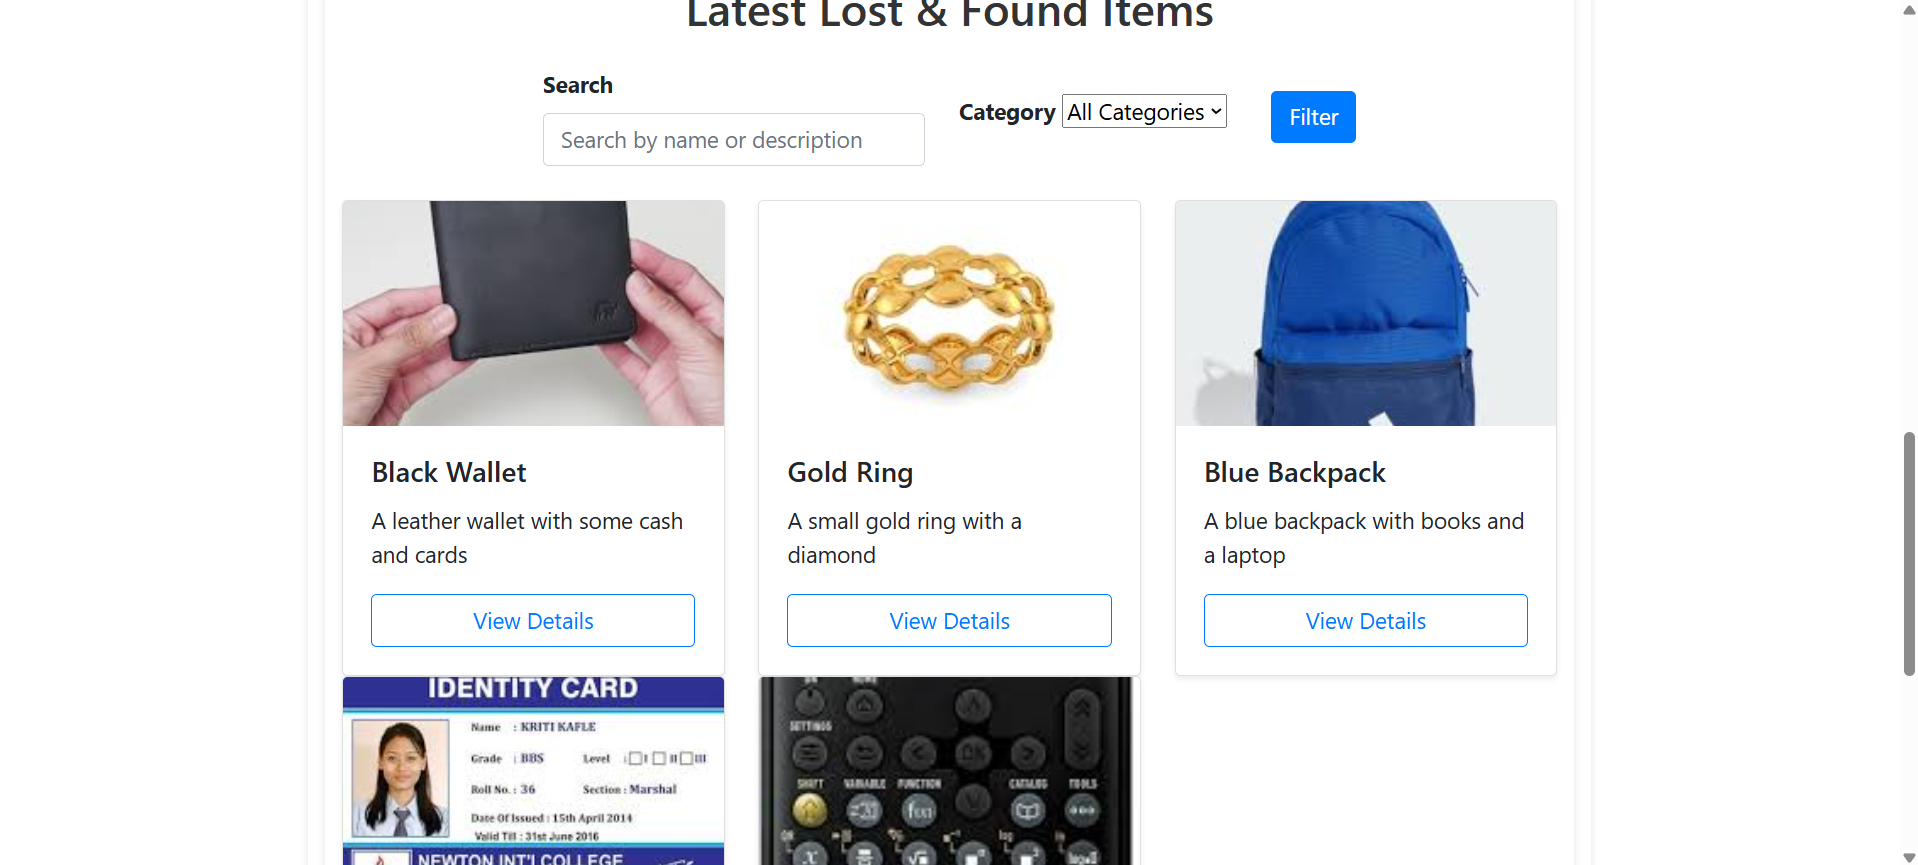 Latest Lost & Found Items
Search
Search by name or description
Category All Categories
Filter
Black Wallet
A leather wallet with some cash
and cards
View Details
Gold Ring
A small gold ring with a
diamond
View Details
Blue Backpack
A blue backpack with books and
a laptop
View Details
IDENTITY CARD
Name : KRITI KAFLE
Grade : BBS Level : I II III
Roll No. : 36 Section : Marshal
Date Of Issued : 15th April 2014
Valid Till : 31st June 2016
NEWTON INT'L COLLEGE
ON HOME
SETTINGS
OK
SHIFT VARIABLE FUNCTION CATALOG TOOLS
f(x)
log
x